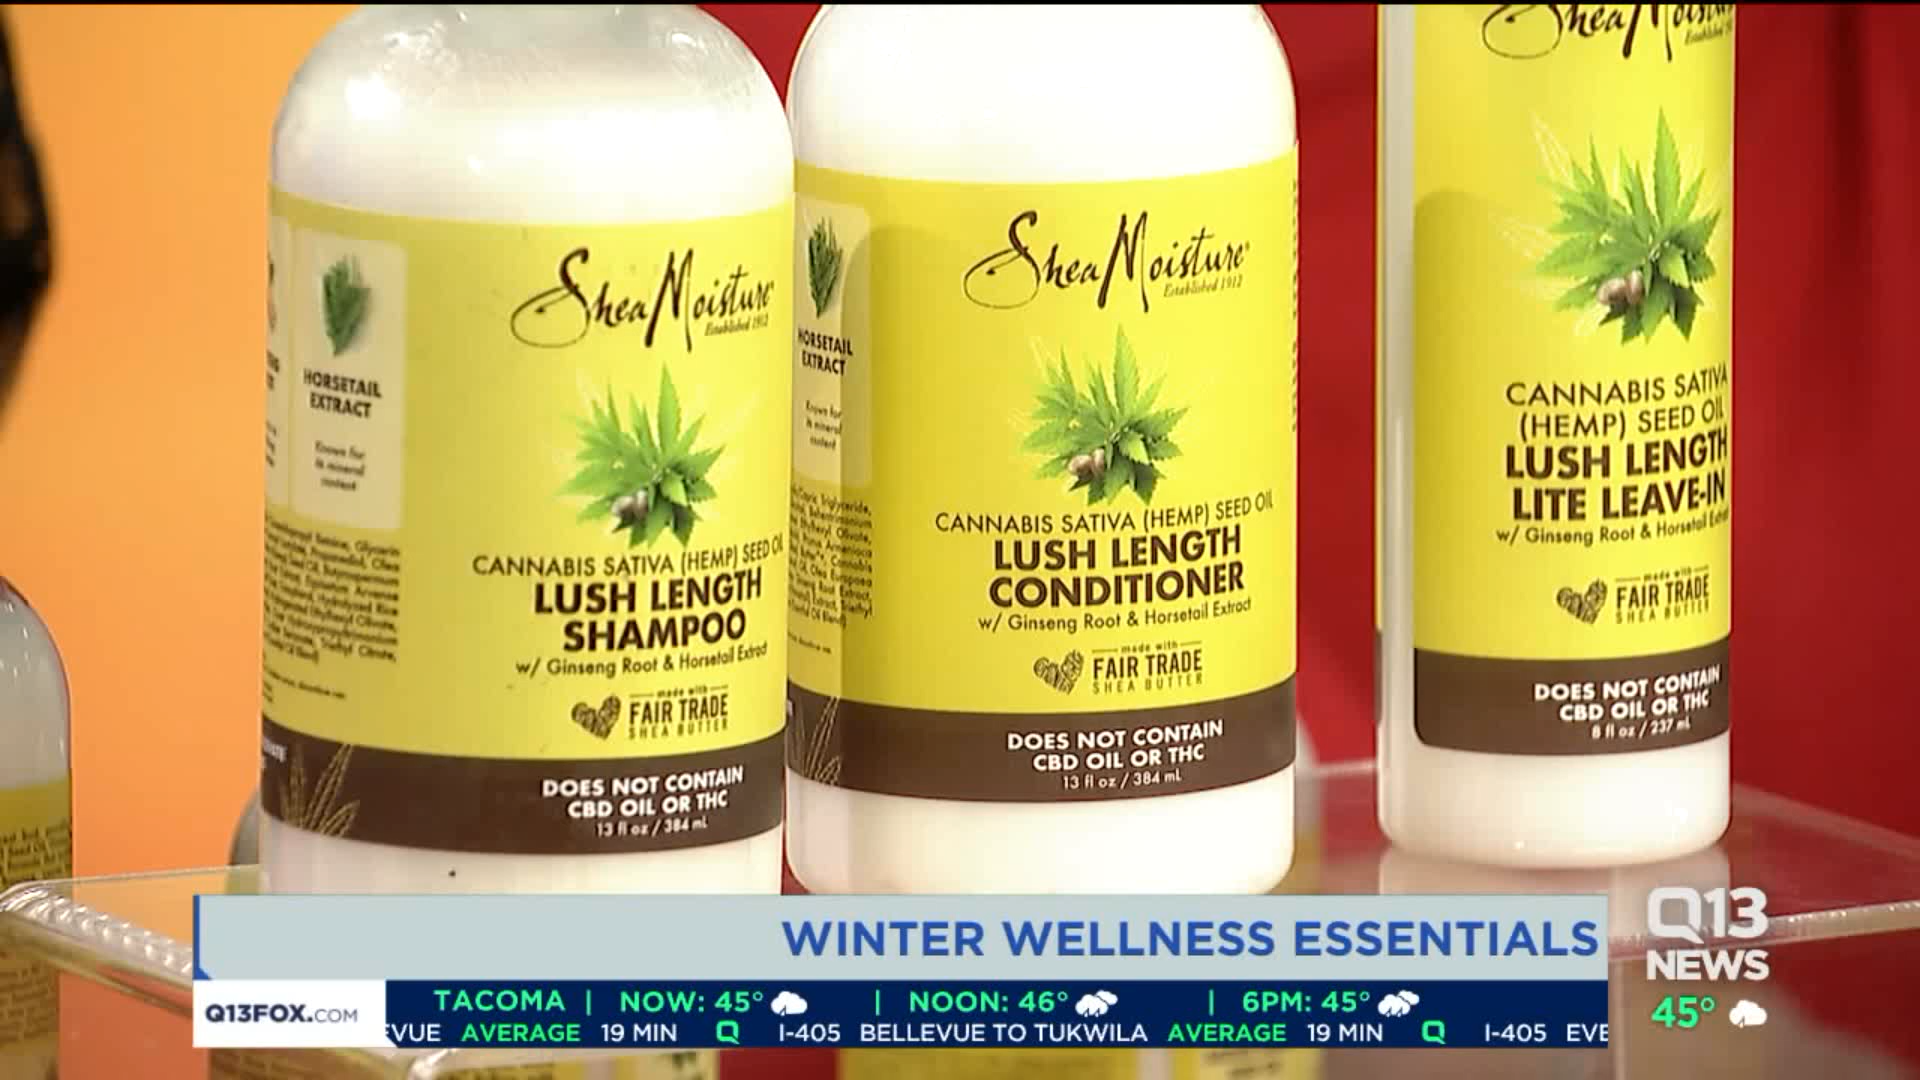 SheaMoisture
Established 1912
HORSETAIL
EXTRACT
Known for
its mineral
content
CANNABIS SATIVA (HEMP) SEED OIL
LUSH LENGTH
SHAMPOO
w/ Ginseng Root & Horsetail Extract
made with
FAIR TRADE
SHEA BUTTER
DOES NOT CONTAIN
CBD OIL OR THC
13 fl oz / 384 mL
SheaMoisture
Established 1912
HORSETAIL
EXTRACT
Known for
its mineral
content
CANNABIS SATIVA (HEMP) SEED OIL
LUSH LENGTH
CONDITIONER
w/ Ginseng Root & Horsetail Extract
made with
FAIR TRADE
SHEA BUTTER
DOES NOT CONTAIN
CBD OIL OR THC
13 fl oz / 384 mL
SheaMoisture
Established
CANNABIS SATIVA
(HEMP) SEED OIL
LUSH LENGTH
LITE LEAVE-IN
w/ Ginseng Root & Horsetail Extract
made with
FAIR TRADE
SHEA BUTTER
DOES NOT CONTAIN
CBD OIL OR THC
8 fl oz / 237 mL
WINTER WELLNESS ESSENTIALS
Q13
NEWS
45°
Q13FOX.COM
TACOMA | NOW: 45° | NOON: 46° | 6PM: 45°
EVUE AVERAGE 19 MIN Q I-405 BELLEVUE TO TUKWILA AVERAGE 19 MIN Q I-405 EVE